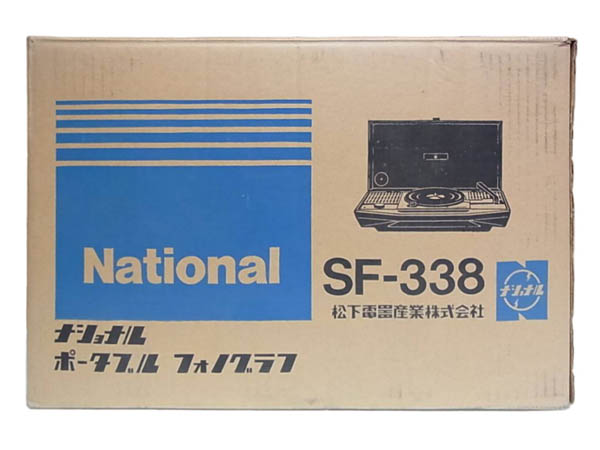 National
SF-338
松下電器産業株式会社
ナショナル
ナショナル
ポータブル フォノグラフ